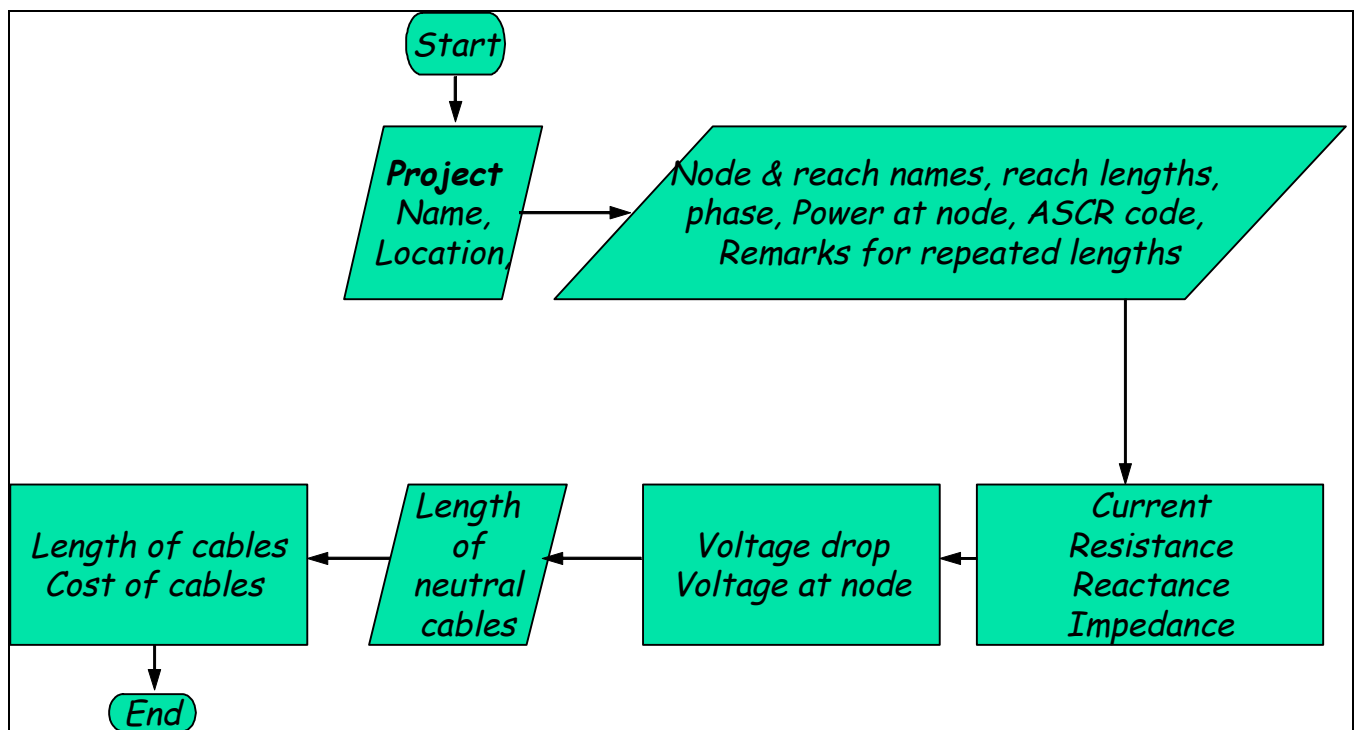 Start
Project
Name,
Location,
Node & reach names, reach lengths,
phase, Power at node, ASCR code,
Remarks for repeated lengths
Current
Resistance
Reactance
Impedance
Voltage drop
Voltage at node
Length
of
neutral
cables
Length of cables
Cost of cables
End